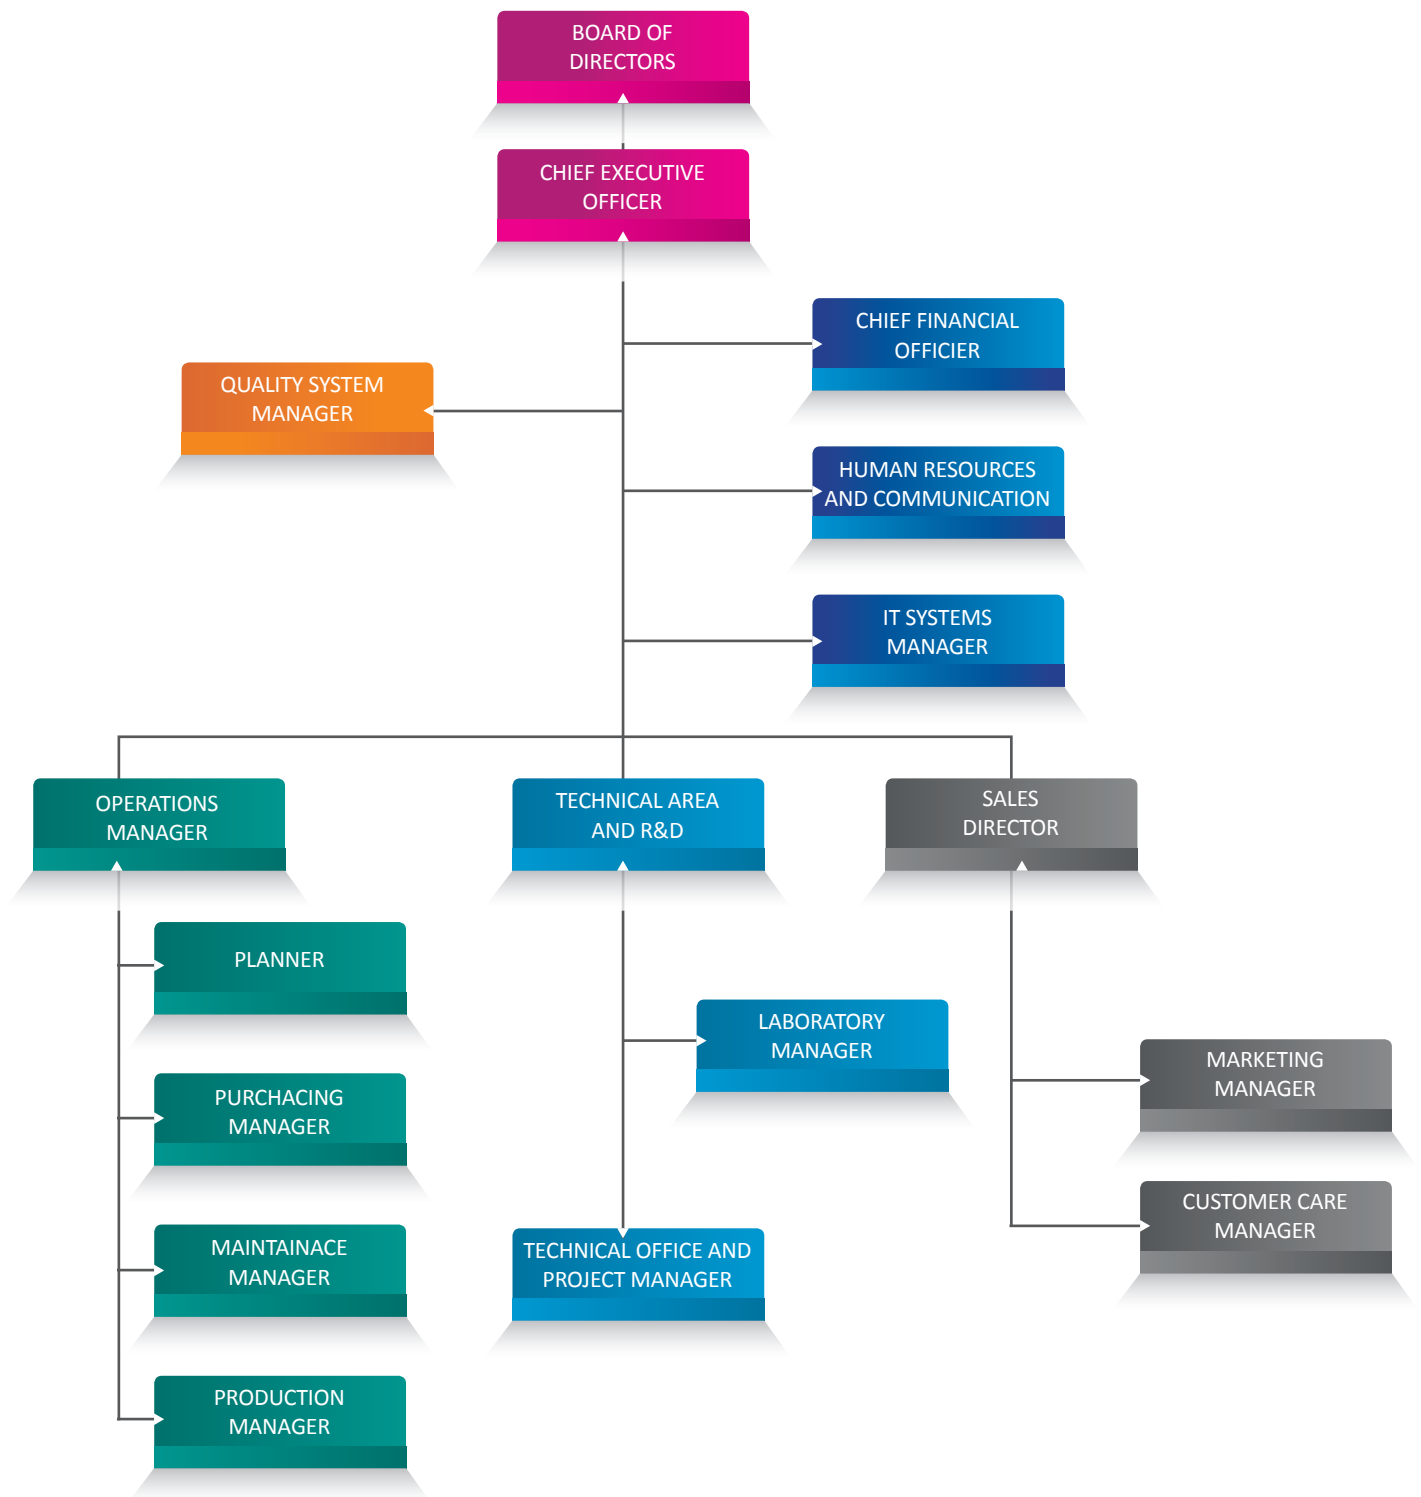 BOARD OF
DIRECTORS
CHIEF EXECUTIVE
OFFICER
CHIEF FINANCIAL
OFFICIER
QUALITY SYSTEM
MANAGER
HUMAN RESOURCES
AND COMMUNICATION
IT SYSTEMS
MANAGER
OPERATIONS
MANAGER
TECHNICAL AREA
AND R&D
SALES
DIRECTOR
PLANNER
PURCHACING
MANAGER
MAINTAINACE
MANAGER
PRODUCTION
MANAGER
LABORATORY
MANAGER
TECHNICAL OFFICE AND
PROJECT MANAGER
MARKETING
MANAGER
CUSTOMER CARE
MANAGER